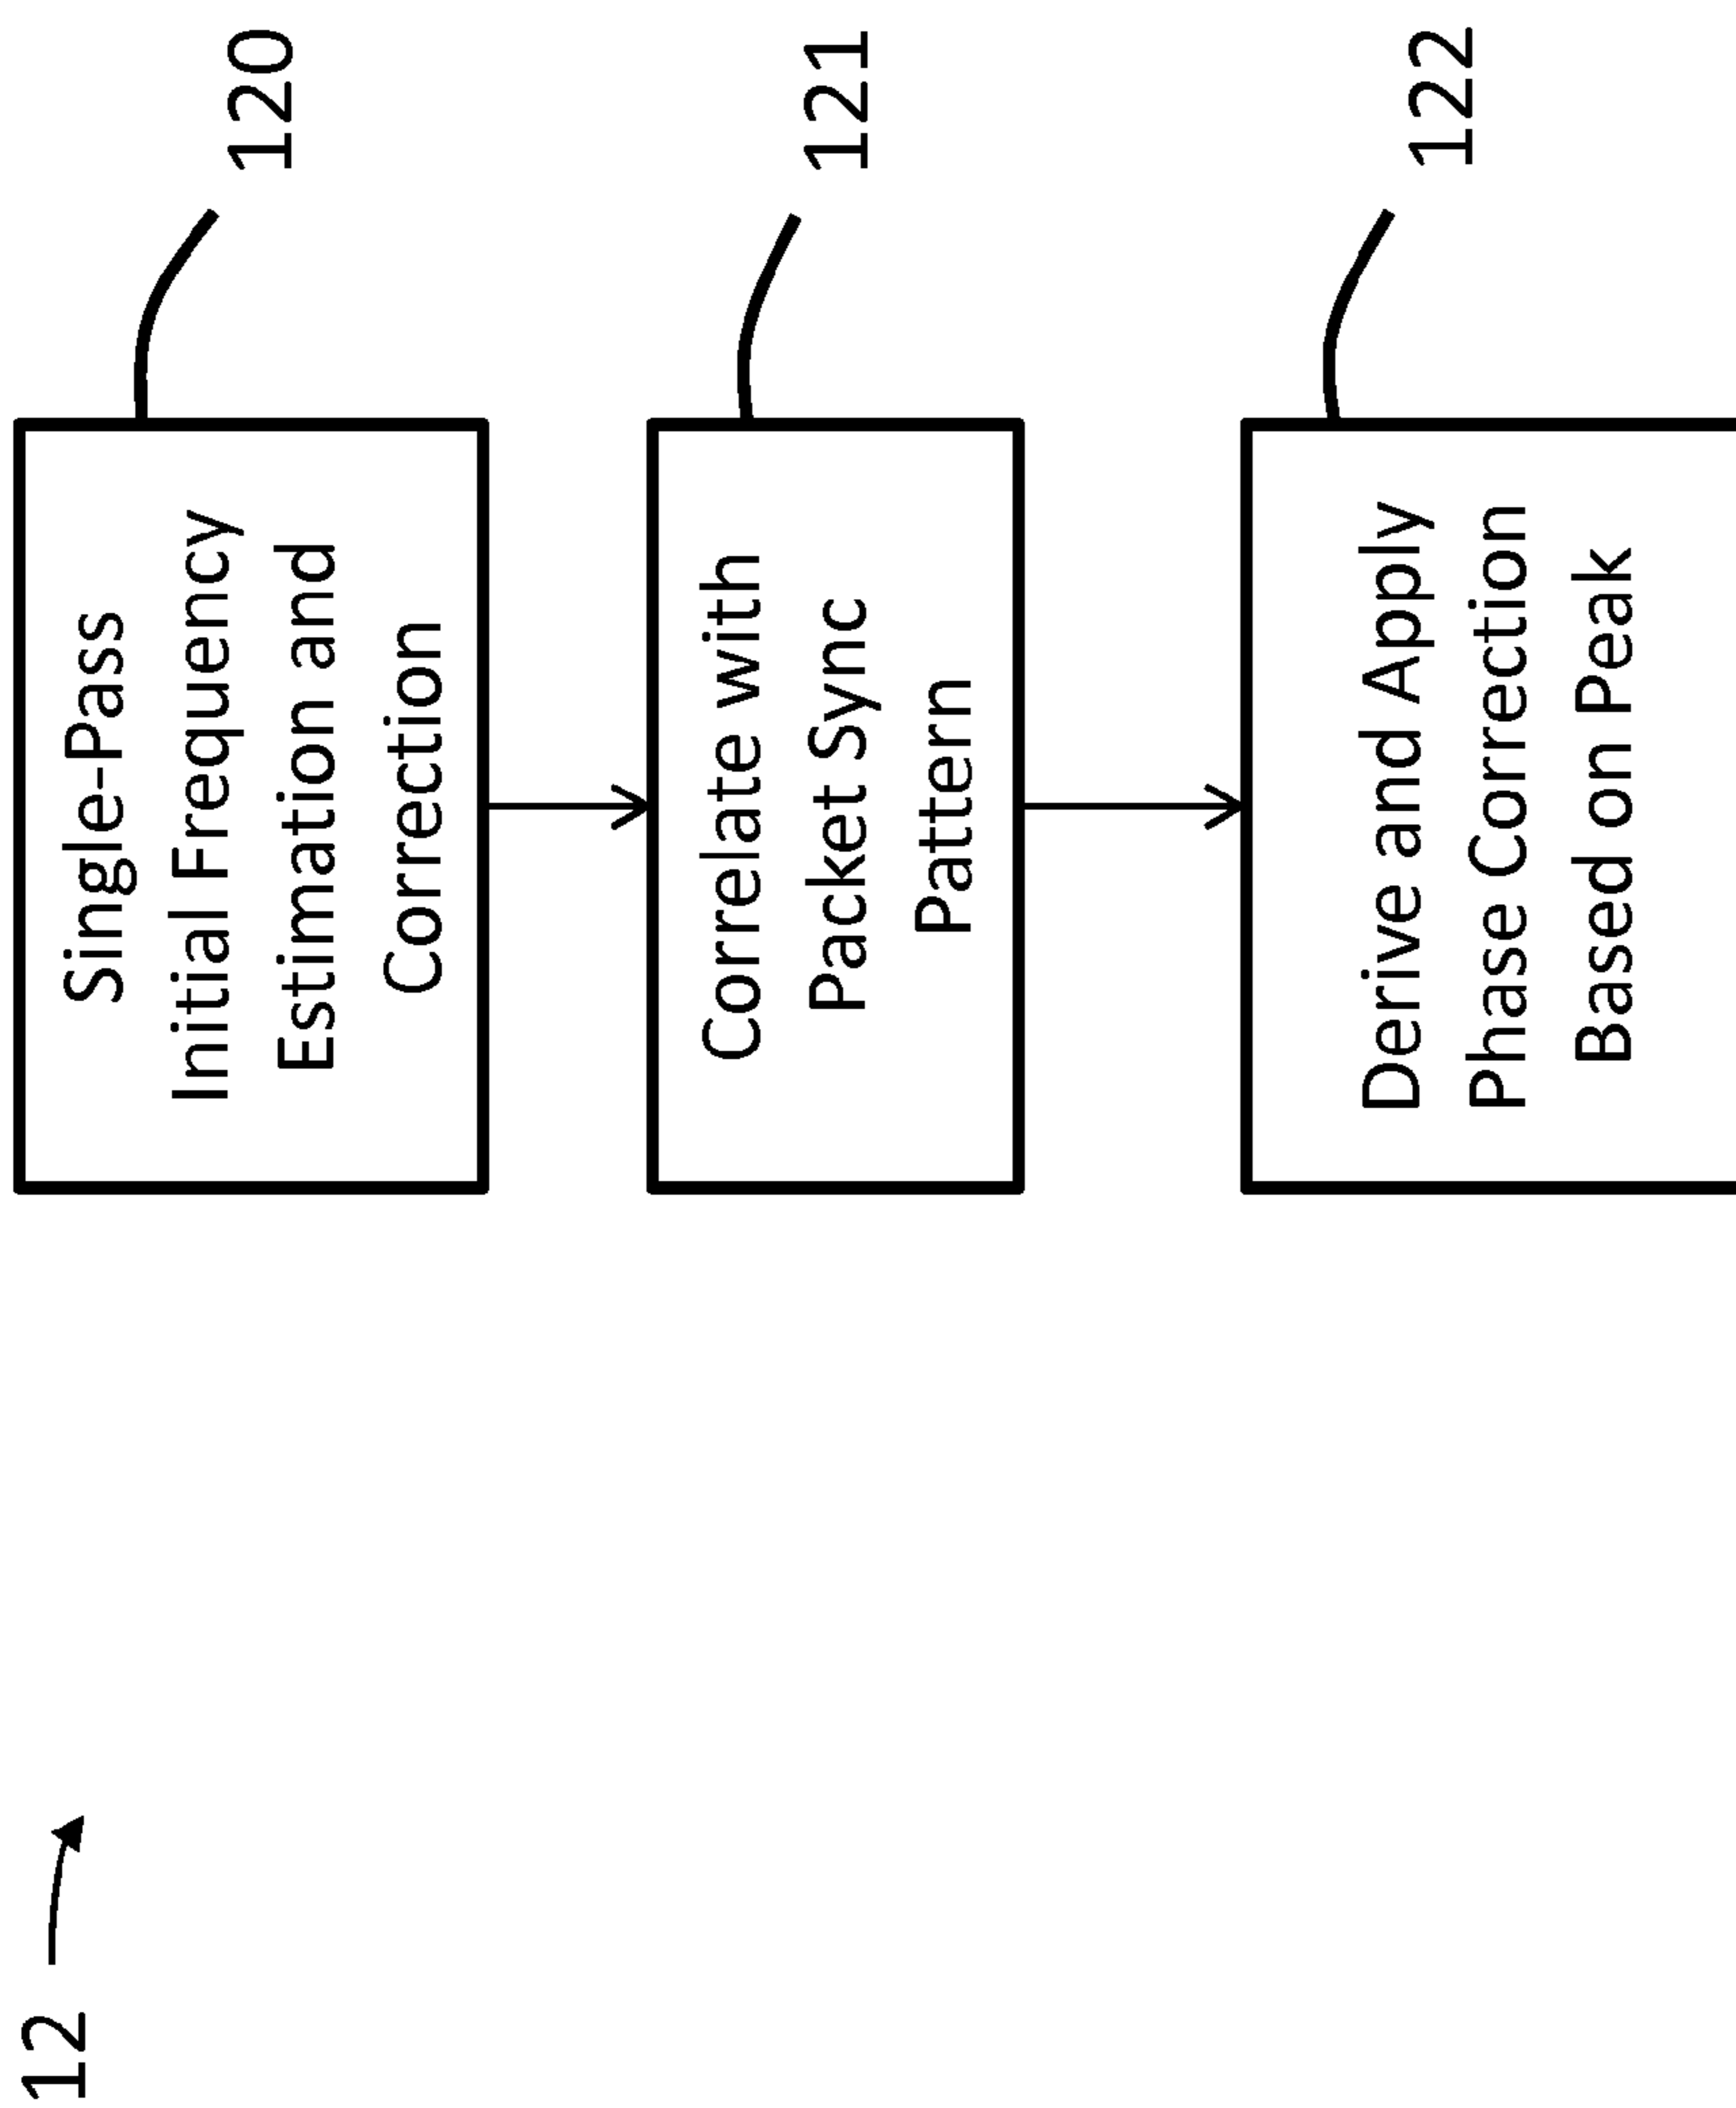 12
Single-Pass
Initial Frequency
Estimation and
Correction
120
Correlate with
Packet Sync
Pattern
121
Derive and Apply
Phase Correction
Based on Peak
122